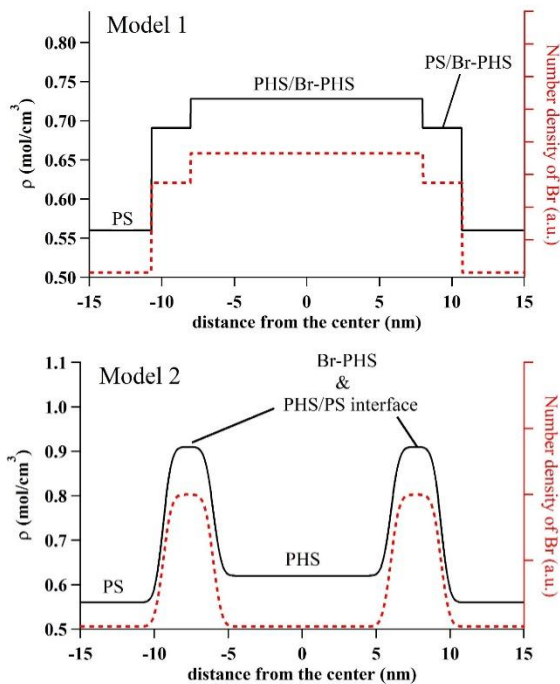 Model 1
0.80
0.75
0.70
0.65
0.60
0.55
0.50
ρ (mol/cm³)
PHS/Br-PHS
PS/Br-PHS
PS
Number density of Br (a.u.)
-15 -10 -5 0 5 10 15
distance from the center (nm)
Model 2
1.1
1.0
0.9
0.8
0.7
0.6
0.5
ρ (mol/cm³)
Br-PHS
&
PHS/PS interface
PS
PHS
Number density of Br (a.u.)
-15 -10 -5 0 5 10 15
distance from the center (nm)